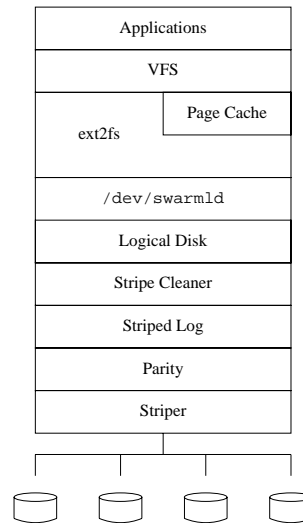 Applications
VFS
Page Cache
ext2fs
/dev/swarmld
Logical Disk
Stripe Cleaner
Striped Log
Parity
Striper